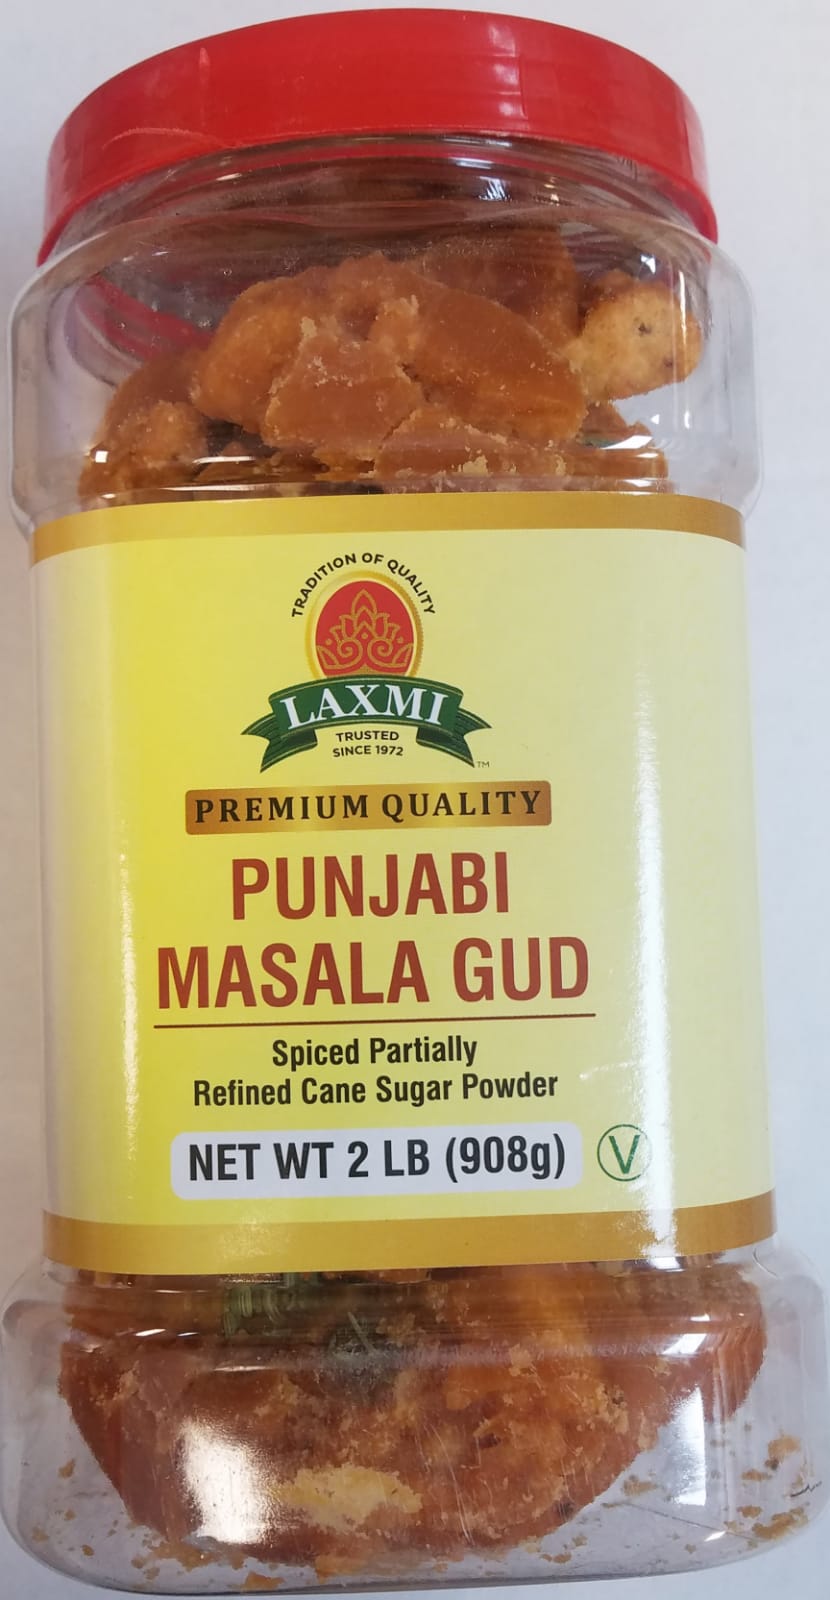 TRADITION OF QUALITY
LAXMI
TRUSTED
SINCE 1972
TM
PREMIUM QUALITY
PUNJABI
MASALA GUD
Spiced Partially
Refined Cane Sugar Powder
NET WT 2 LB (908g)
V